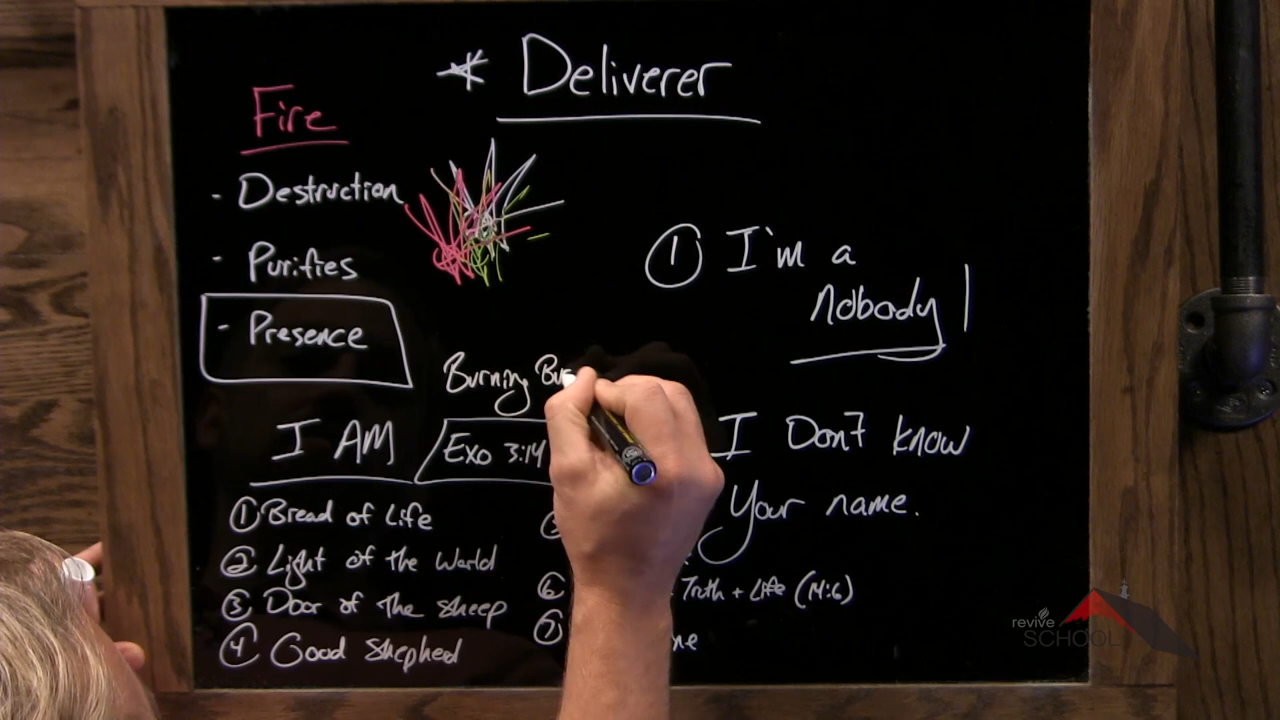 * Deliverer
Fire
- Destruction
- Purifies
- Presence
① I'm a
nobody!
Burning
I AM
Exo 3:14
I Don't know
Your name.
① Bread of Life
② Light of the World
③ Door of the Sheep
④ Good Shepherd
⑥ Truth + Life (14:6)
⑦
revive
SCHOOL